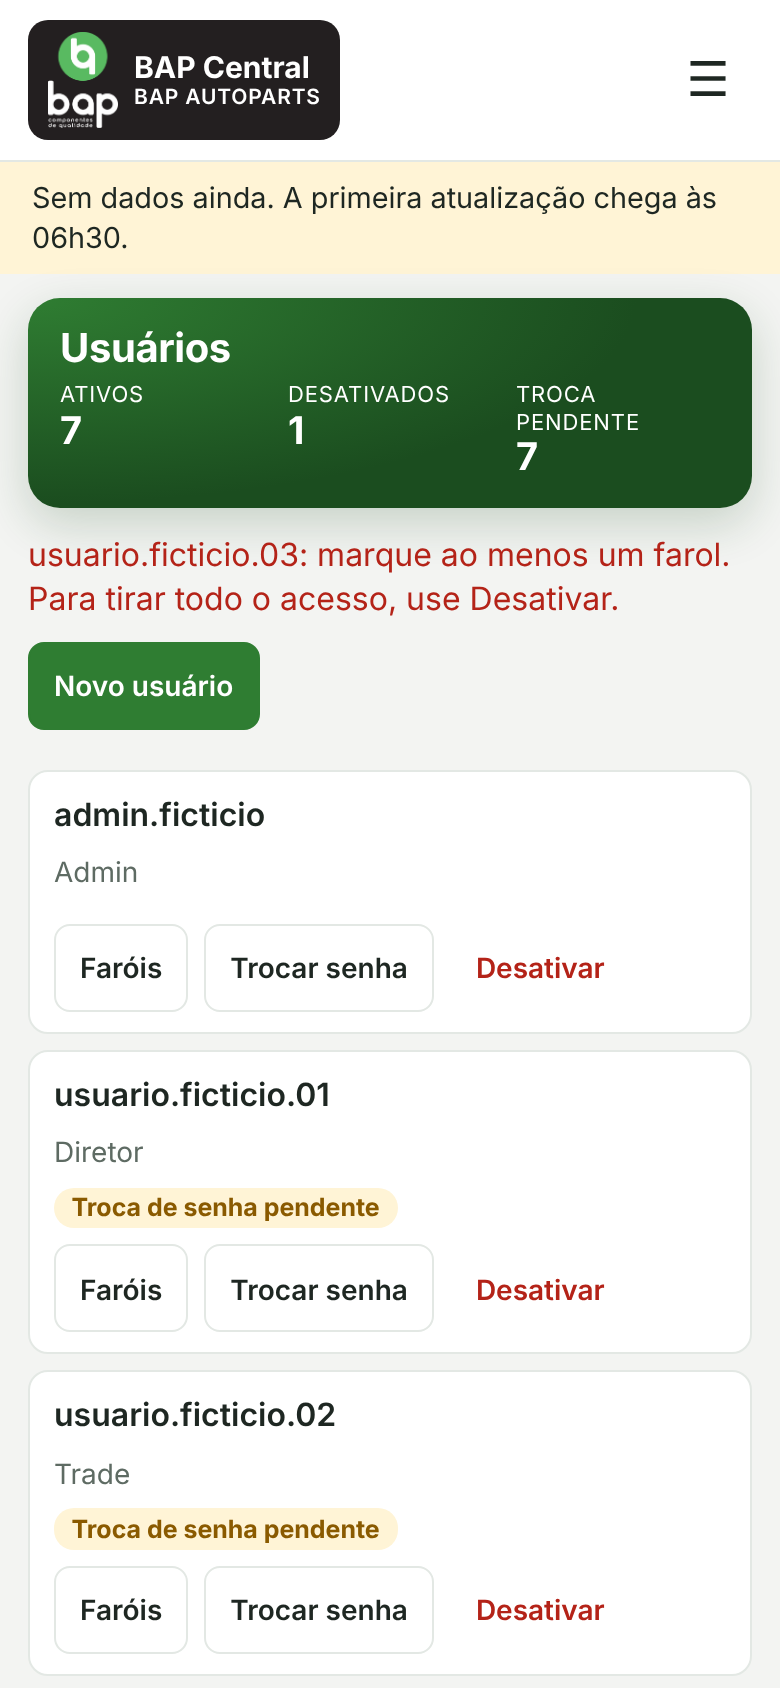 bap
componentes
de qualidade
BAP Central
BAP AUTOPARTS
Sem dados ainda. A primeira atualização chega às
06h30.
Usuários
ATIVOS
7
DESATIVADOS
1
TROCA
PENDENTE
7
usuario.ficticio.03: marque ao menos um farol.
Para tirar todo o acesso, use Desativar.
Novo usuário
admin.ficticio
Admin
Faróis Trocar senha Desativar
usuario.ficticio.01
Diretor
Troca de senha pendente
Faróis Trocar senha Desativar
usuario.ficticio.02
Trade
Troca de senha pendente
Faróis Trocar senha Desativar